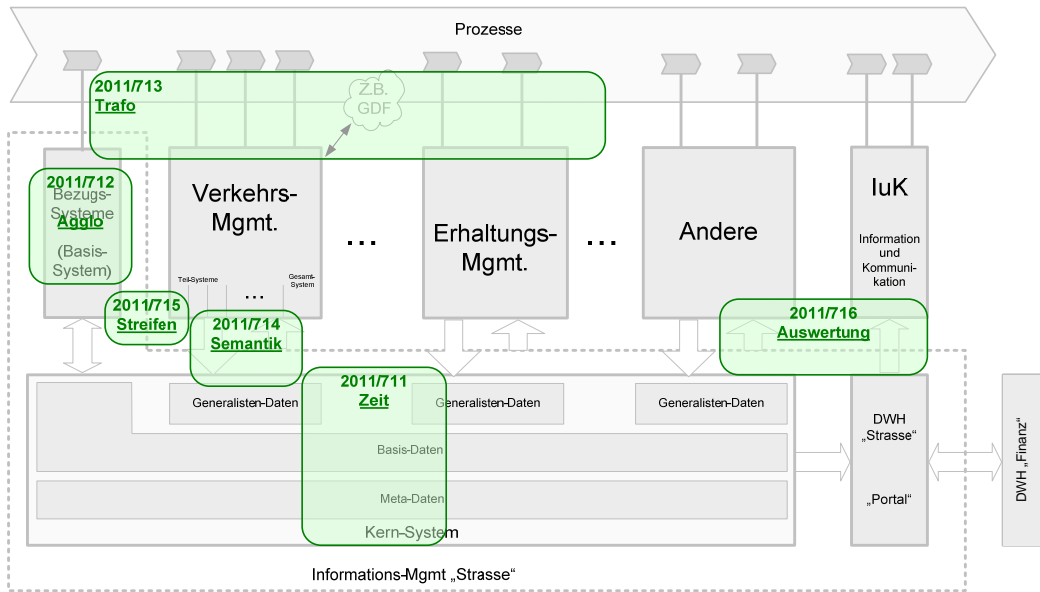 Prozesse
2011/713
Trafo
Z.B.
GDF
2011/712
Bezugs-
Systeme
Agglo
(Basis-
System)
Verkehrs-
Mgmt.
Teil-Systeme
...
Gesamt-
System
...
Erhaltungs-
Mgmt.
...
Andere
IuK
Information
und
Kommuni-
kation
2011/715
Streifen
2011/714
Semantik
2011/716
Auswertung
2011/711
Zeit
Generalisten-Daten
Generalisten-Daten
Generalisten-Daten
Basis-Daten
Meta-Daten
Kern-System
DWH
„Strasse“
„Portal“
DWH „Finanz“
Informations-Mgmt „Strasse“